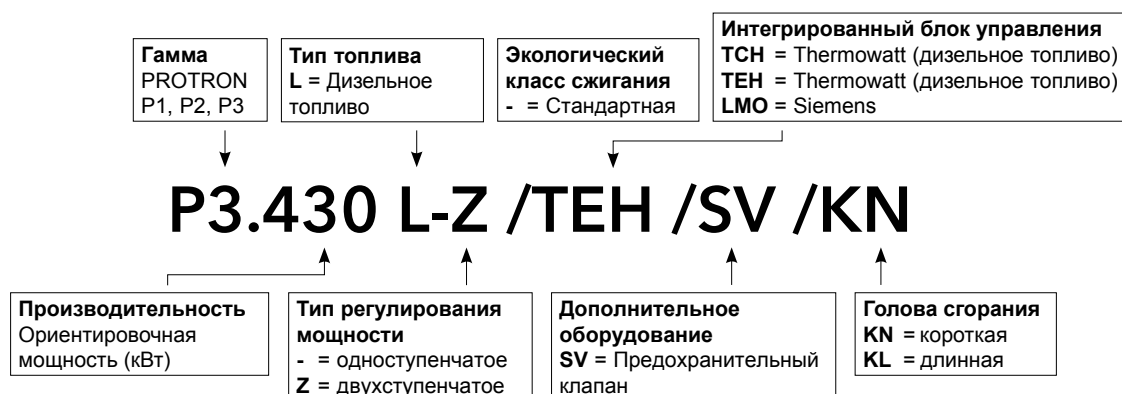 Гамма
PROTRON
P1, P2, P3
Тип топлива
L = Дизельное
топливо
Экологический
класс сжигания
- = Стандартная
Интегрированный блок управления
TCH = Thermowatt (дизельное топливо)
TEH = Thermowatt (дизельное топливо)
LMO = Siemens
P3.430 L-Z /TEH /SV /KN
Производительность
Ориентировочная
мощность (кВт)
Тип регулирования
мощности
- = одноступенчатое
Z = двухступенчатое
Дополнительное
оборудование
SV = Предохранительный
клапан
Голова сгорания
KN = короткая
KL = длинная